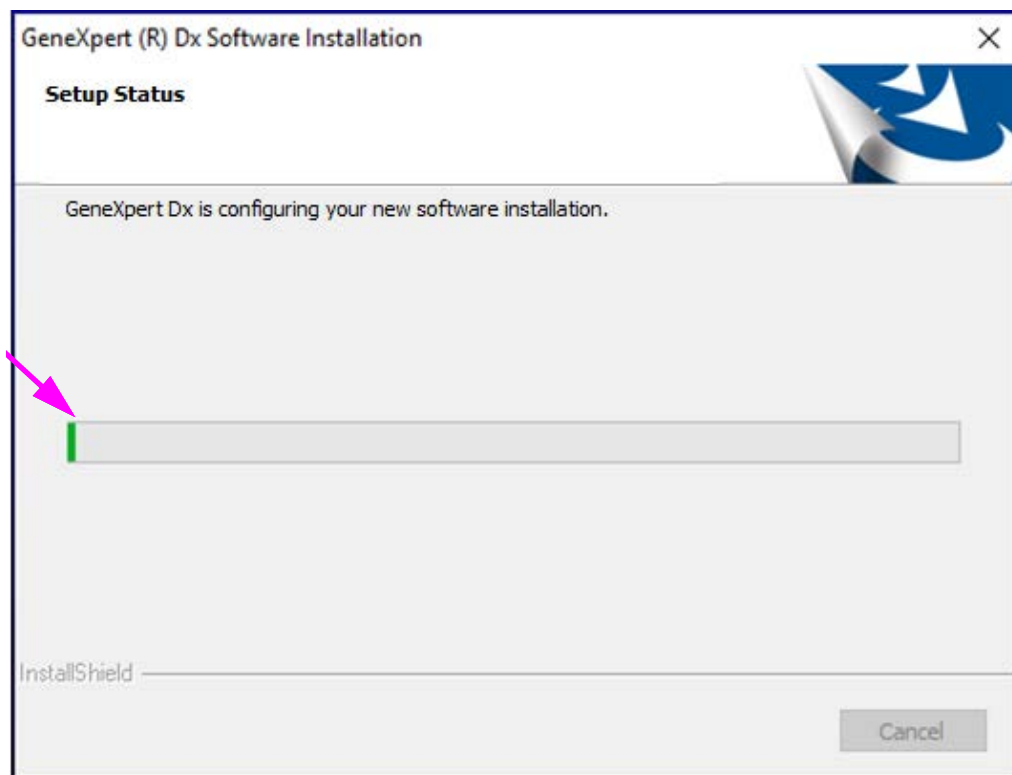 GeneXpert (R) Dx Software Installation
Setup Status
GeneXpert Dx is configuring your new software installation.
InstallShield
Cancel